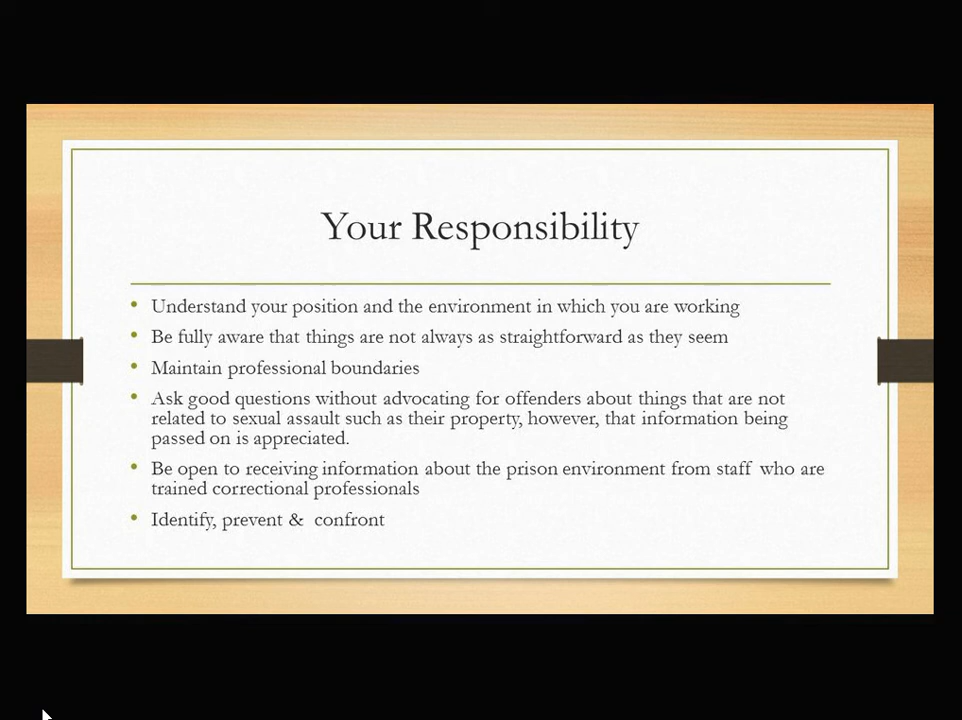 Your Responsibility
• Understand your position and the environment in which you are working
• Be fully aware that things are not always as straightforward as they seem
• Maintain professional boundaries
• Ask good questions without advocating for offenders about things that are not
related to sexual assault such as their property, however, that information being
passed on is appreciated.
• Be open to receiving information about the prison environment from staff who are
trained correctional professionals
• Identify, prevent & confront